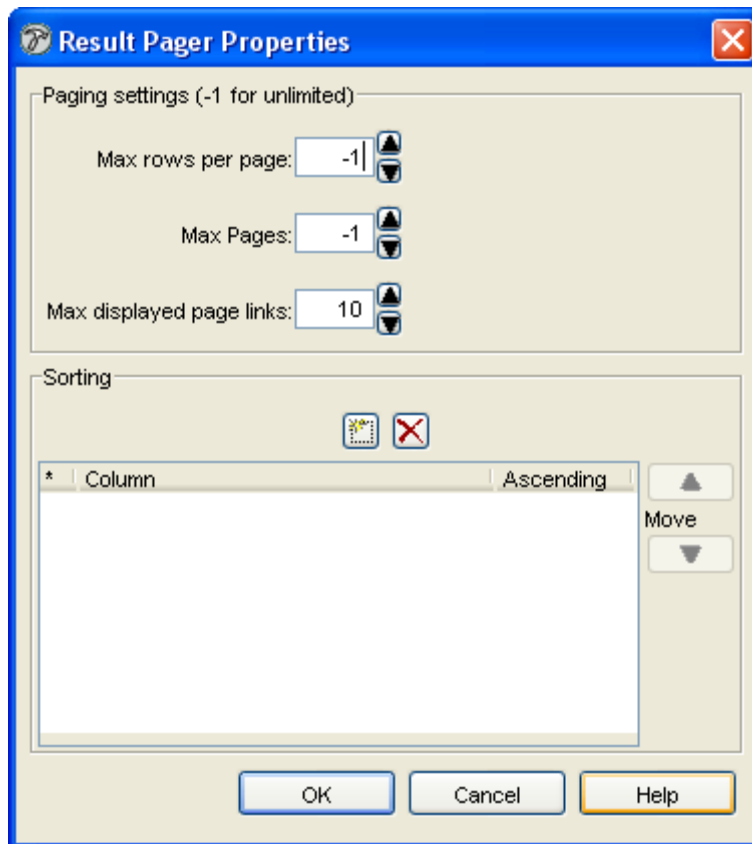 Result Pager Properties
Paging settings (-1 for unlimited)
Max rows per page: -1
Max Pages: -1
Max displayed page links: 10
Sorting
* Column Ascending
Move
OK Cancel Help